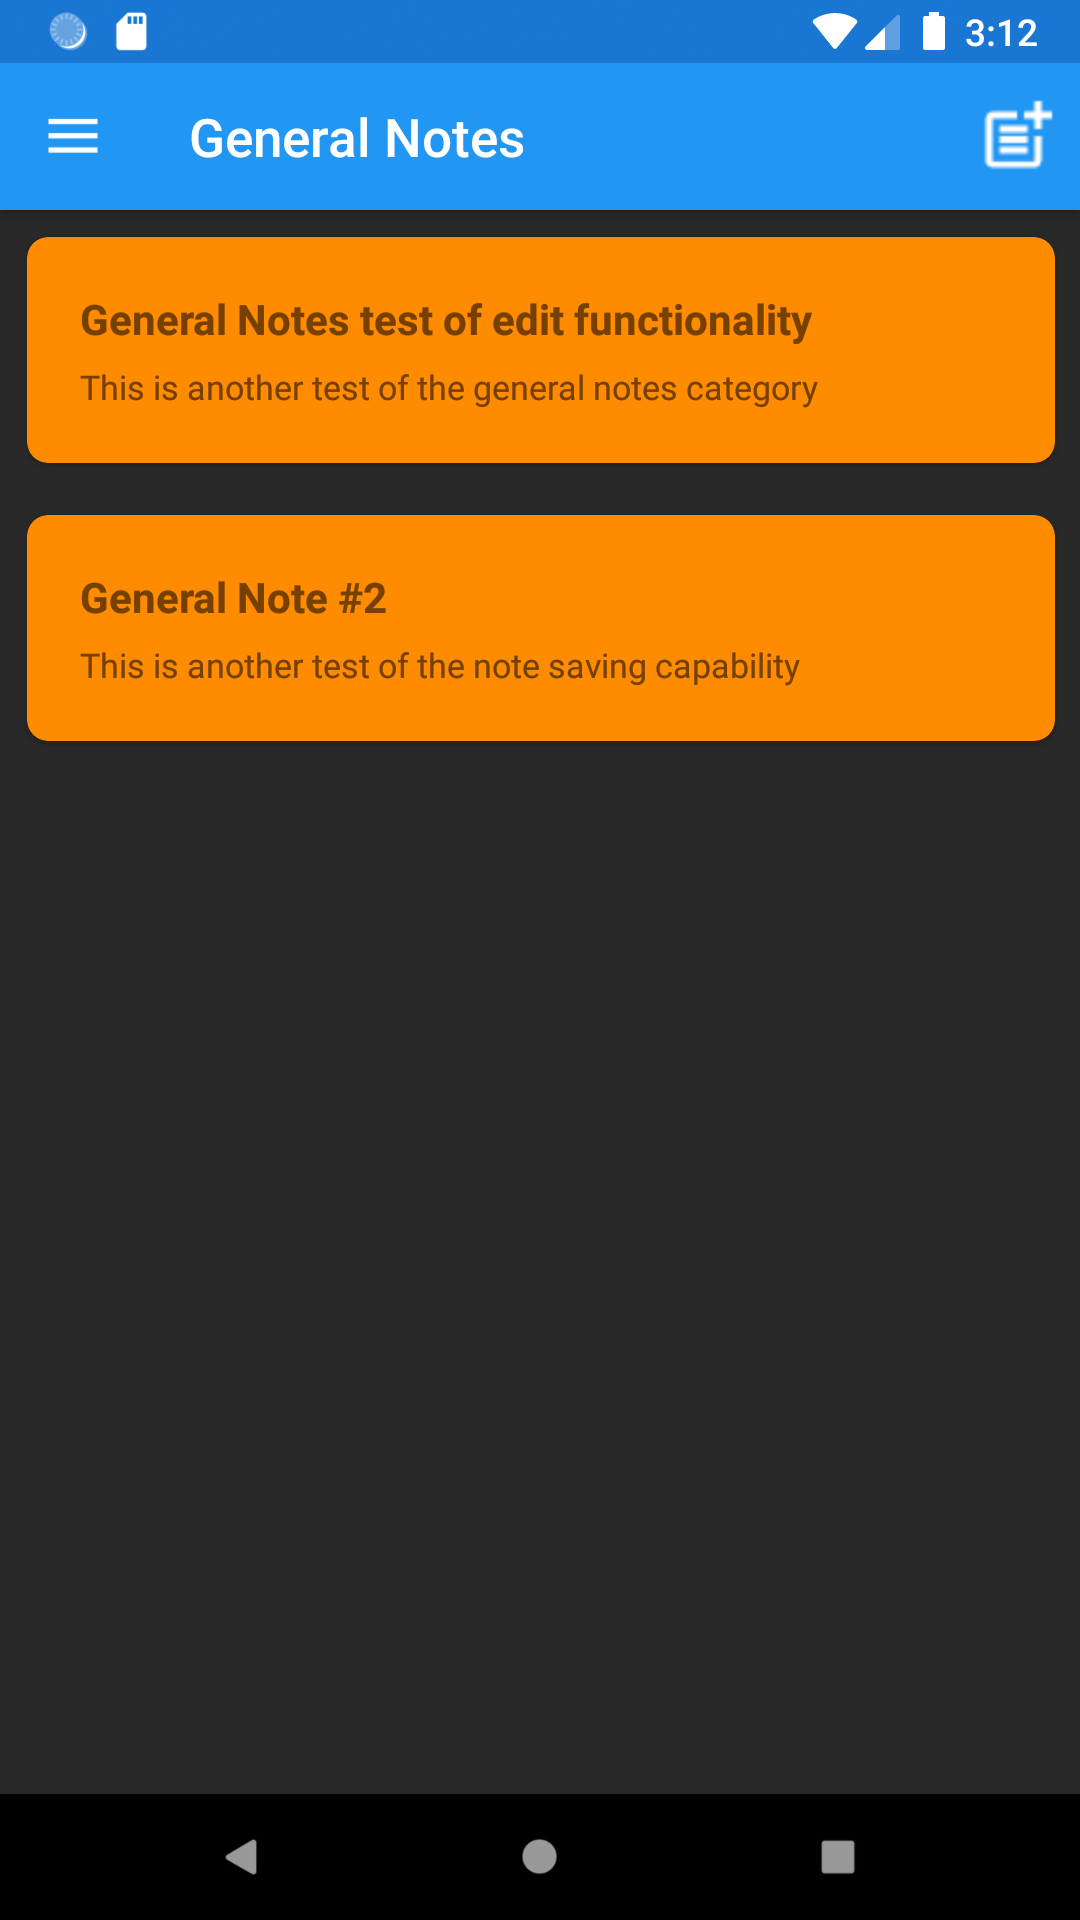 3:12
General Notes
General Notes test of edit functionality
This is another test of the general notes category
General Note #2
This is another test of the note saving capability